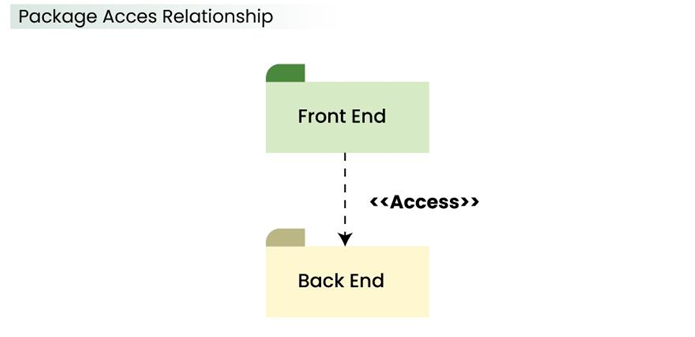 Package Acces Relationship
Front End
<<Access>>
Back End